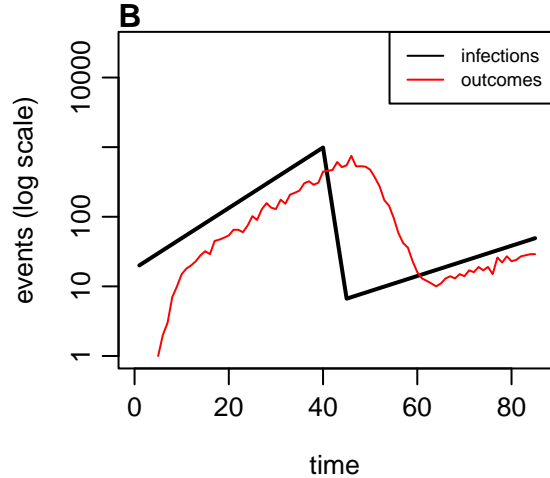 B
infections
outcomes
events (log scale)
10000
100
10
1
0 20 40 60 80
time